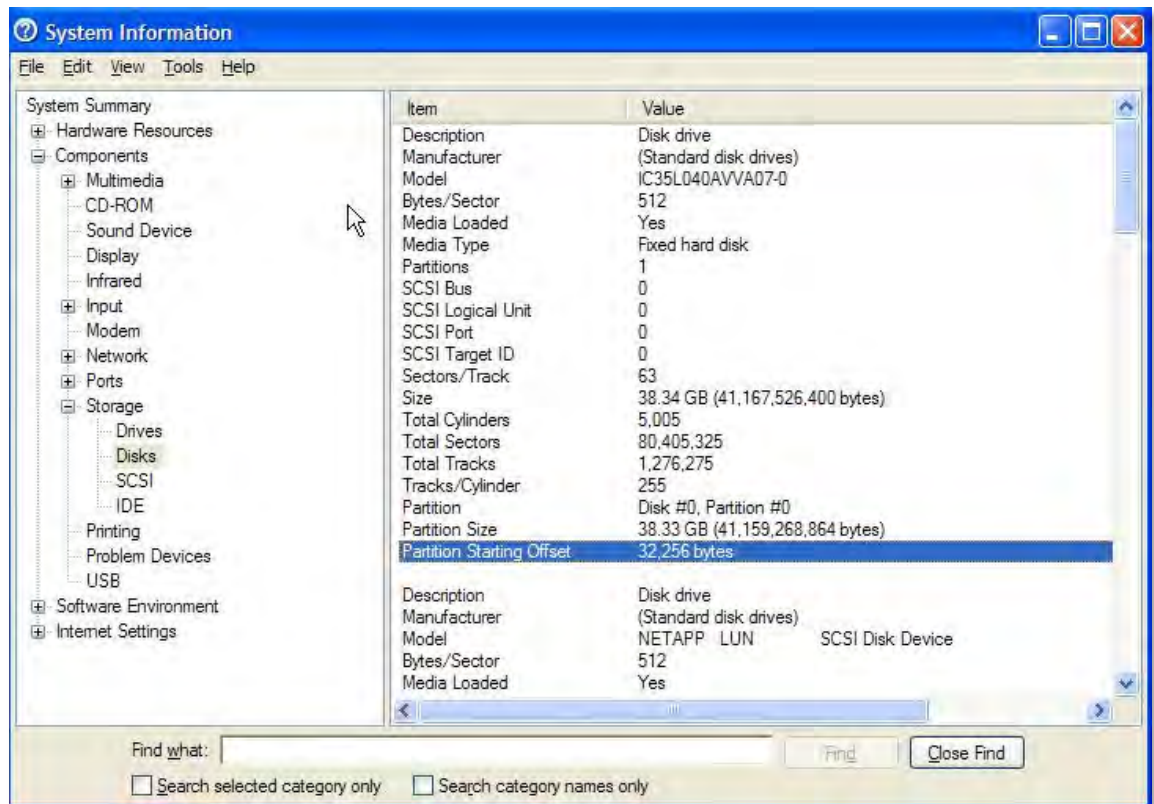 System Information
File Edit View Tools Help
System Summary
Hardware Resources
Components
Multimedia
CD-ROM
Sound Device
Display
Infrared
Input
Modem
Network
Ports
Storage
Drives
Disks
SCSI
IDE
Printing
Problem Devices
USB
Software Environment
Internet Settings
Item Value
Description Disk drive
Manufacturer (Standard disk drives)
Model IC35L040AVVA07-0
Bytes/Sector 512
Media Loaded Yes
Media Type Fixed hard disk
Partitions 1
SCSI Bus 0
SCSI Logical Unit 0
SCSI Port 0
SCSI Target ID 0
Sectors/Track 63
Size 38.34 GB (41,167,526,400 bytes)
Total Cylinders 5,005
Total Sectors 80,405,325
Total Tracks 1,276,275
Tracks/Cylinder 255
Partition Disk #0, Partition #0
Partition Size 38.33 GB (41,159,268,864 bytes)
Partition Starting Offset 32,256 bytes
Description Disk drive
Manufacturer (Standard disk drives)
Model NETAPP LUN SCSI Disk Device
Bytes/Sector 512
Media Loaded Yes
Find what: Find Close Find
Search selected category only Search category names only